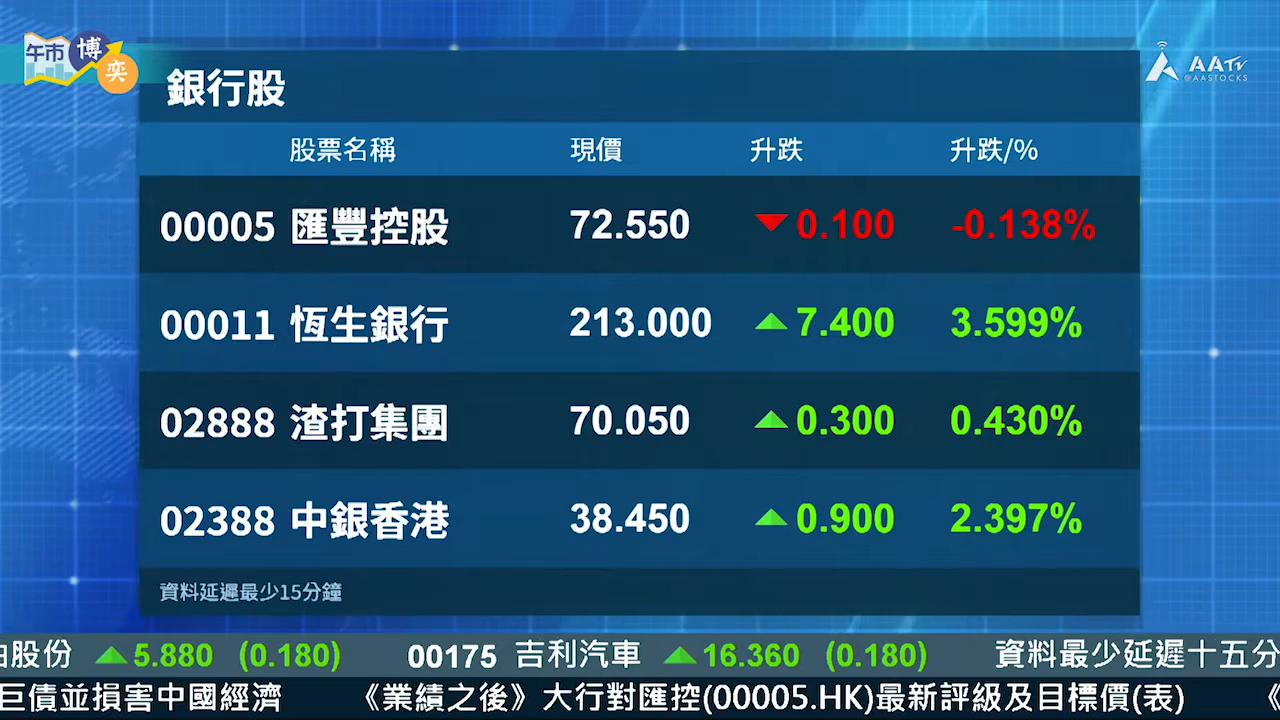 午市 博
奕
AATV
@AASTOCKS
銀行股
股票名稱 現價 升跌 升跌/%
00005 匯豐控股 72.550 ▼ 0.100 -0.138%
00011 恆生銀行 213.000 ▲ 7.400 3.599%
02888 渣打集團 70.050 ▲ 0.300 0.430%
02388 中銀香港 38.450 ▲ 0.900 2.397%
資料延遲最少15分鐘
股份 ▲ 5.880 (0.180) 00175 吉利汽車 ▲ 16.360 (0.180) 資料最少延遲十五分
巨債並損害中國經濟 《業績之後》大行對匯控(00005.HK)最新評級及目標價(表) 《